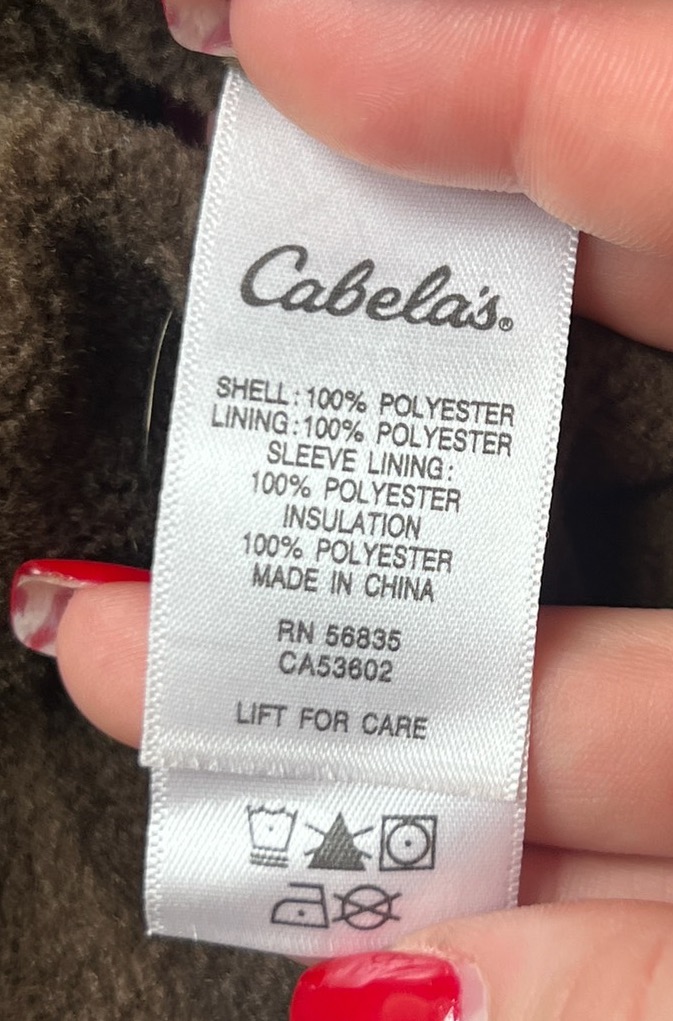 Cabela's®
SHELL: 100% POLYESTER
LINING: 100% POLYESTER
SLEEVE LINING:
100% POLYESTER
INSULATION
100% POLYESTER
MADE IN CHINA
RN 56835
CA53602
LIFT FOR CARE